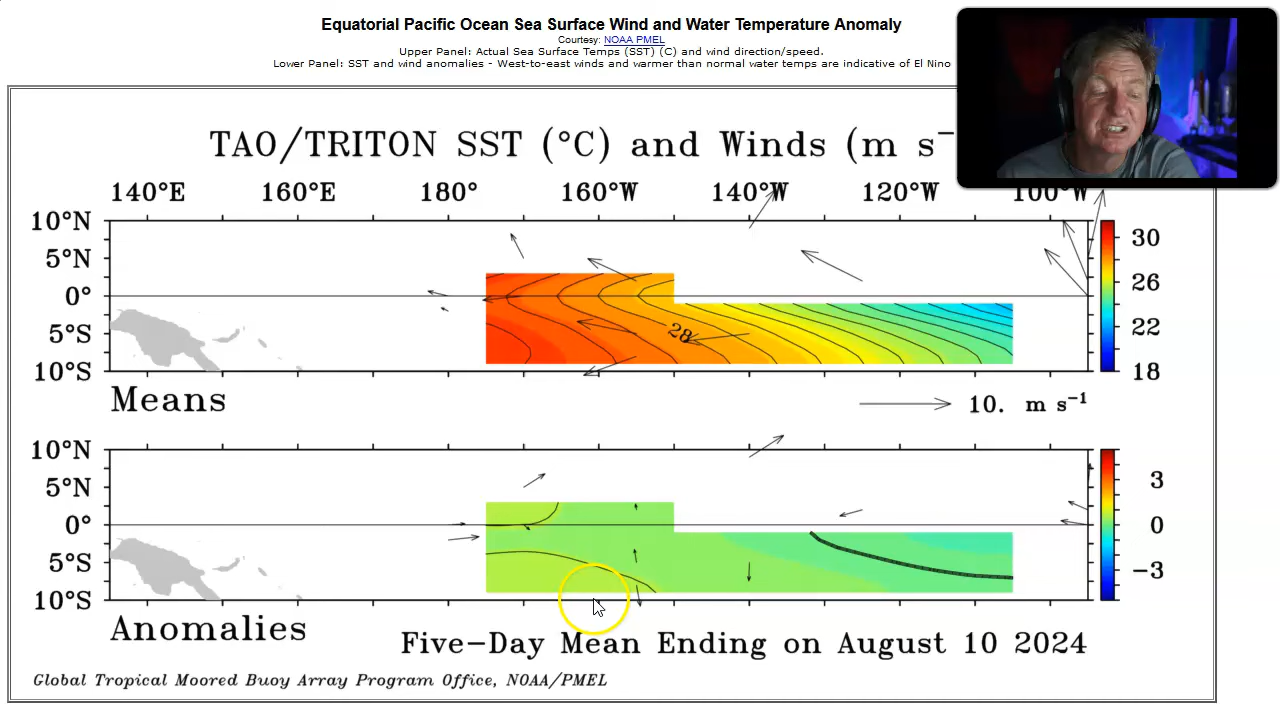 Equatorial Pacific Ocean Sea Surface Wind and Water Temperature Anomaly
Courtesy: NOAA PMEL
Upper Panel: Actual Sea Surface Temps (SST) (C) and wind direction/speed.
Lower Panel: SST and wind anomalies - West-to-east winds and warmer than normal water temps are indicative of El Nino
TAO/TRITON SST (°C) and Winds (m s⁻
140°E 160°E 180° 160°W 140°W 120°W 100°W
10°N
5°N
0°
5°S
10°S
28
30
26
22
18
Means
10. m s⁻¹
10°N
5°N
0°
5°S
10°S
3
0
−3
Anomalies
Five−Day Mean Ending on August 10 2024
Global Tropical Moored Buoy Array Program Office, NOAA/PMEL